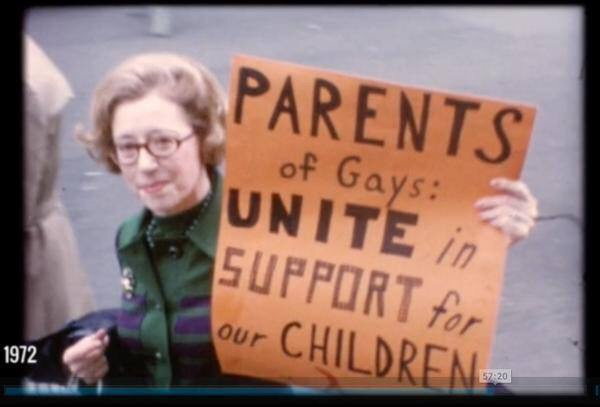 PARENTS
of Gays:
UNITE in
SUPPORT for
our CHILDREN
1972
57:20